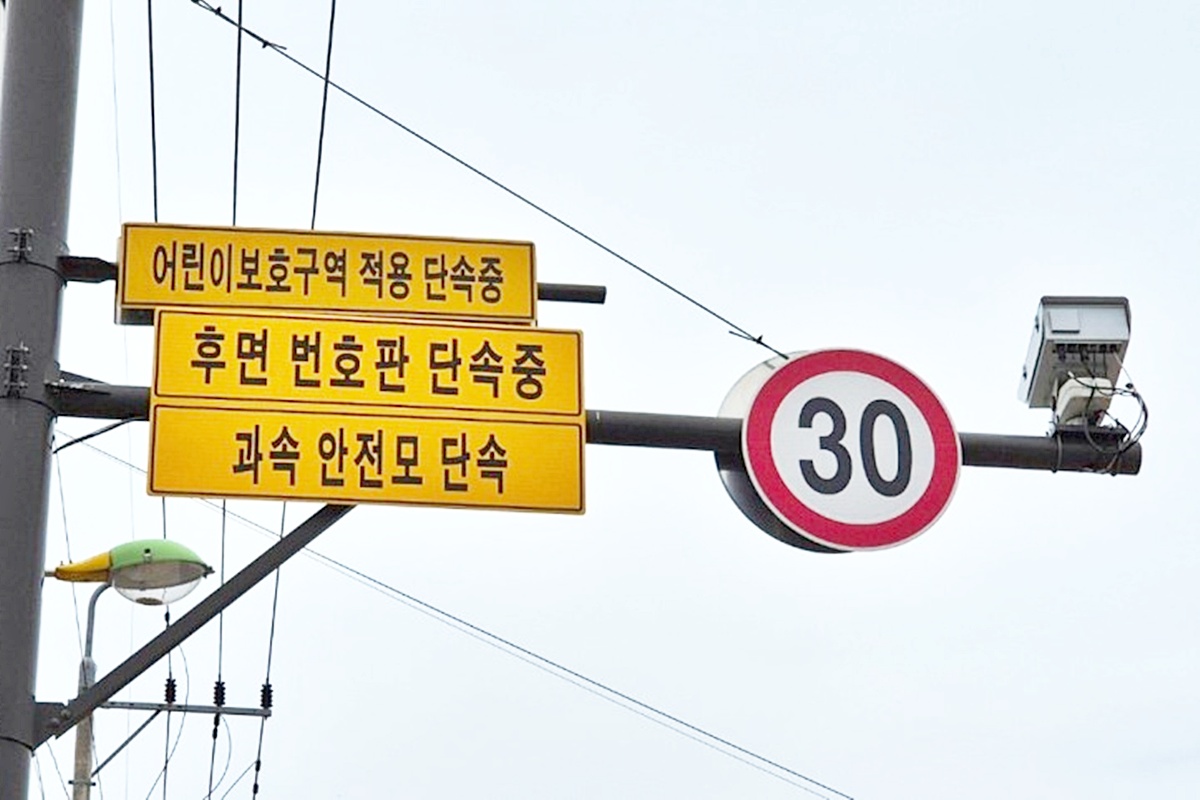 어린이보호구역 적용 단속중
후면 번호판 단속중
과속 안전모 단속
30